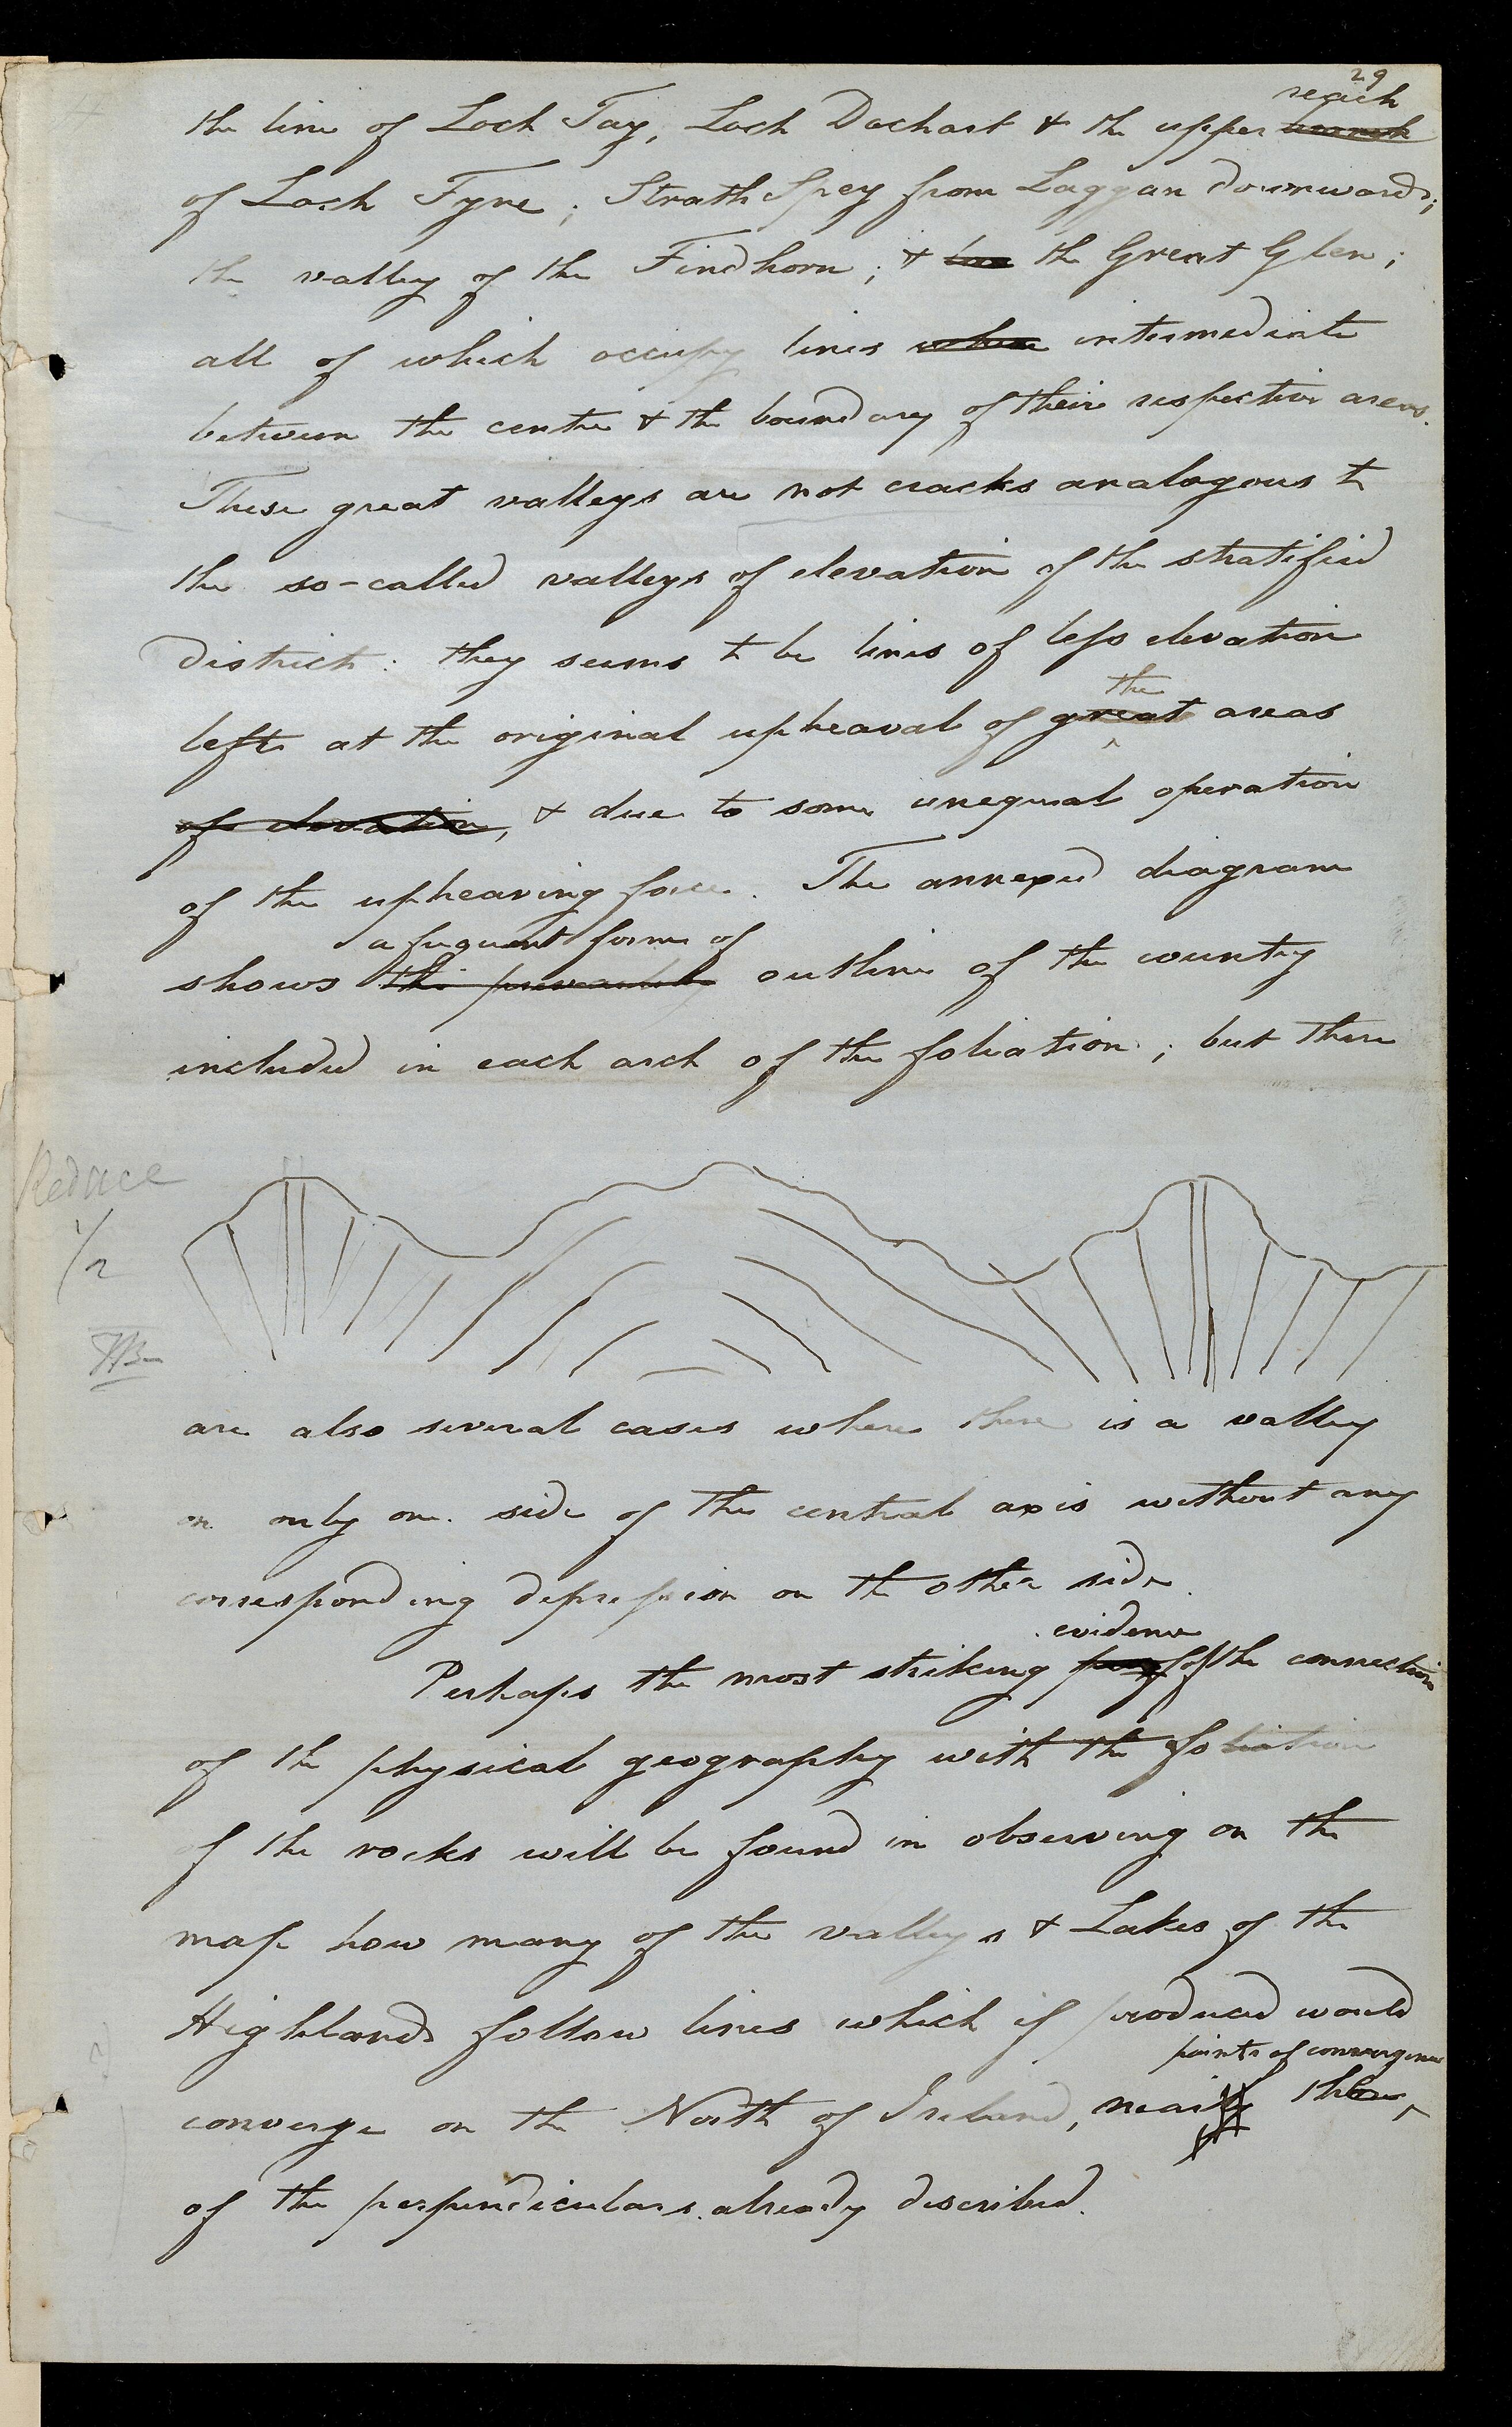 29
reach
the line of Loch Tay, Loch Dochart & the upper
of Loch Fyne; Strath Spey from Laggan downwards;
the valley of the Findhorn; & the Great Glen;
all of which occupy lines intermediate
between the centre & the boundary of their respective areas.
These great valleys are not cracks analogous to
the so-called valleys of elevation of the stratified
district: they seems to be lines of less elevation
the
left at the original upheaval of great areas
of elevation, & due to some unequal operation
of the upheaving force. The annexed diagram
a frequent form of
shows the outline of the country
included in each arch of the foliation; but there
Reduce
1/2
are also several cases where there is a valley
on only one side of the central axis without any
corresponding depression on the other side.
evidence
Perhaps the most striking of the connection
of the physical geography with the foliation
of the rocks will be found in observing on the
map how many of the valleys & Lakes of the
Highlands follow lines which if produced would
points of convergence
converge on the North of Ireland, near the
of the perpendiculars already described.